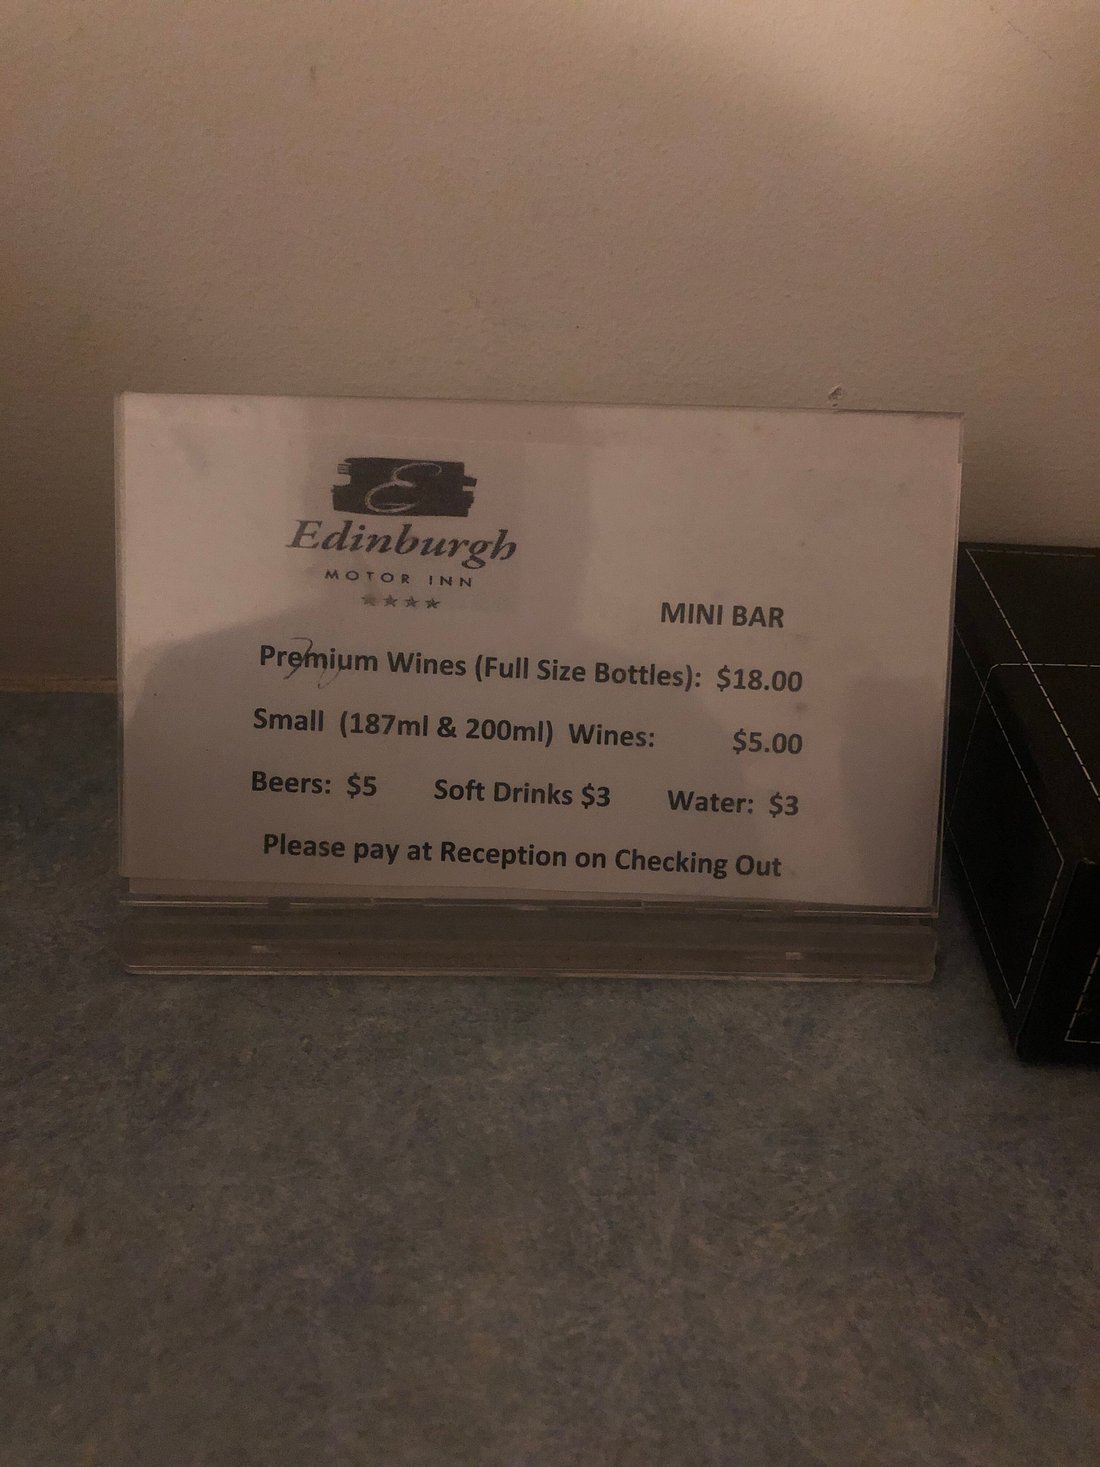 E
Edinburgh
MOTOR INN
MINI BAR
Premium Wines (Full Size Bottles): $18.00
Small (187ml & 200ml) Wines: $5.00
Beers: $5 Soft Drinks $3 Water: $3
Please pay at Reception on Checking Out